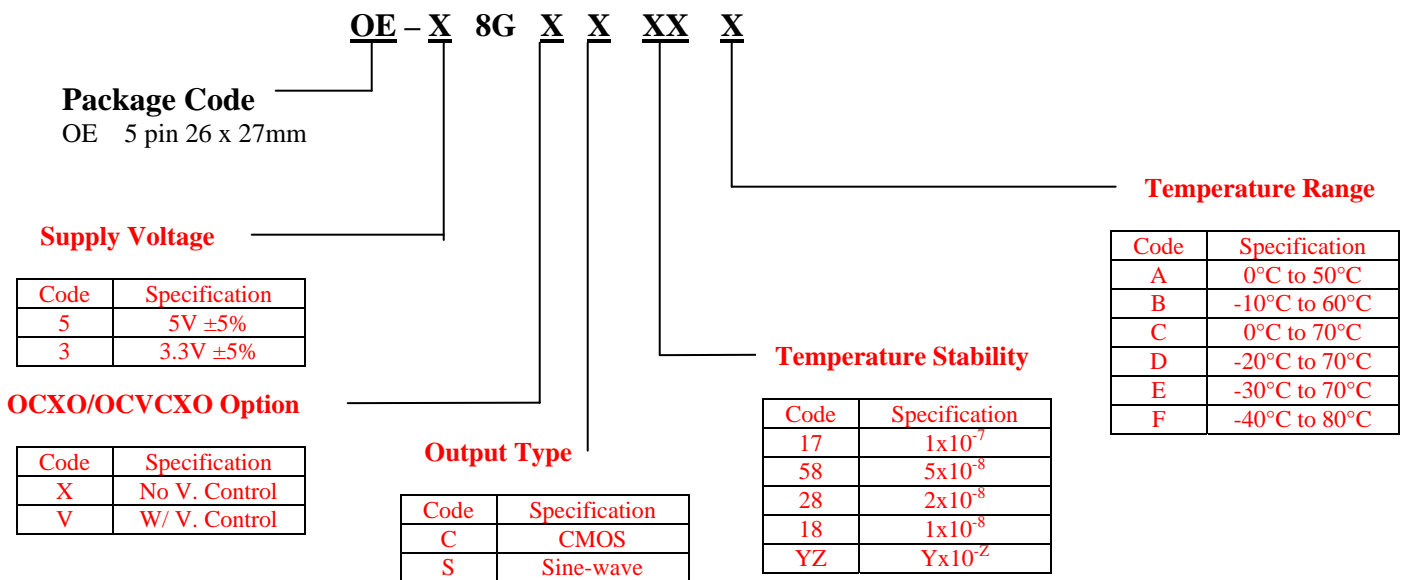 OE – X 8G X X XX X
Package Code
OE 5 pin 26 x 27mm
Supply Voltage
Code Specification
5 5V ±5%
3 3.3V ±5%
OCXO/OCVCXO Option
Code Specification
X No V. Control
V W/ V. Control
Output Type
Code Specification
C CMOS
S Sine-wave
Temperature Stability
Code Specification
17 1x10⁻⁷
58 5x10⁻⁸
28 2x10⁻⁸
18 1x10⁻⁸
YZ Yx10⁻ᶻ
Temperature Range
Code Specification
A 0°C to 50°C
B -10°C to 60°C
C 0°C to 70°C
D -20°C to 70°C
E -30°C to 70°C
F -40°C to 80°C